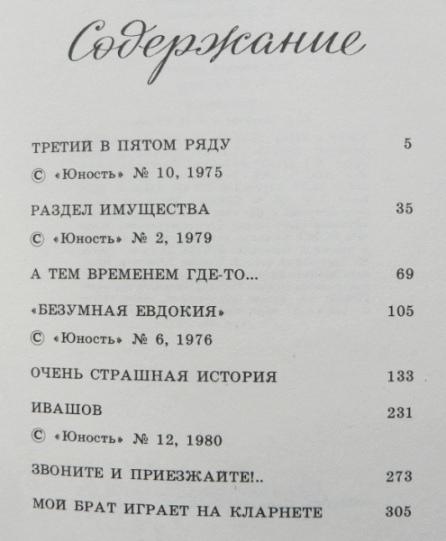 Содержание
ТРЕТИЙ В ПЯТОМ РЯДУ 5
© «Юность» № 10, 1975
РАЗДЕЛ ИМУЩЕСТВА 35
© «Юность» № 2, 1979
А ТЕМ ВРЕМЕНЕМ ГДЕ-ТО... 69
«БЕЗУМНАЯ ЕВДОКИЯ» 105
© «Юность» № 6, 1976
ОЧЕНЬ СТРАШНАЯ ИСТОРИЯ 133
ИВАШОВ 231
© «Юность» № 12, 1980
ЗВОНИТЕ И ПРИЕЗЖАЙТЕ!.. 273
МОЙ БРАТ ИГРАЕТ НА КЛАРНЕТЕ 305